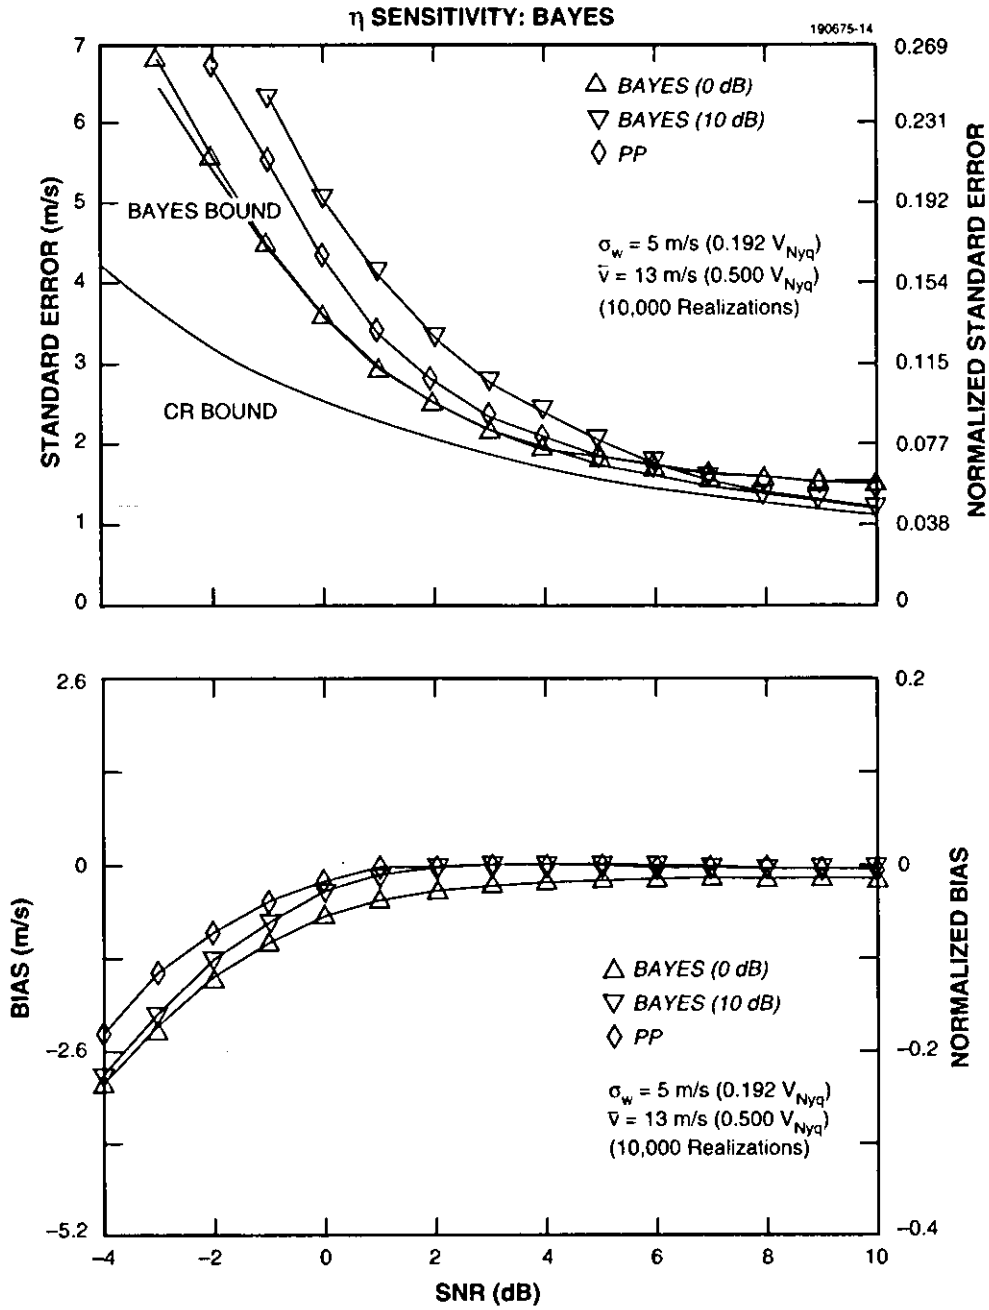 η SENSITIVITY: BAYES
190675-14
7
6
5
4
3
2
1
0
STANDARD ERROR (m/s)
0.269
0.231
0.192
0.154
0.115
0.077
0.038
0
NORMALIZED STANDARD ERROR
BAYES (0 dB)
BAYES (10 dB)
PP
BAYES BOUND
CR BOUND
σw = 5 m/s (0.192 VNyq)
v̄ = 13 m/s (0.500 VNyq)
(10,000 Realizations)
2.6
0
−2.6
−5.2
BIAS (m/s)
0.2
0
−0.2
−0.4
NORMALIZED BIAS
BAYES (0 dB)
BAYES (10 dB)
PP
σw = 5 m/s (0.192 VNyq)
v̄ = 13 m/s (0.500 VNyq)
(10,000 Realizations)
−4 −2 0 2 4 6 8 10
SNR (dB)